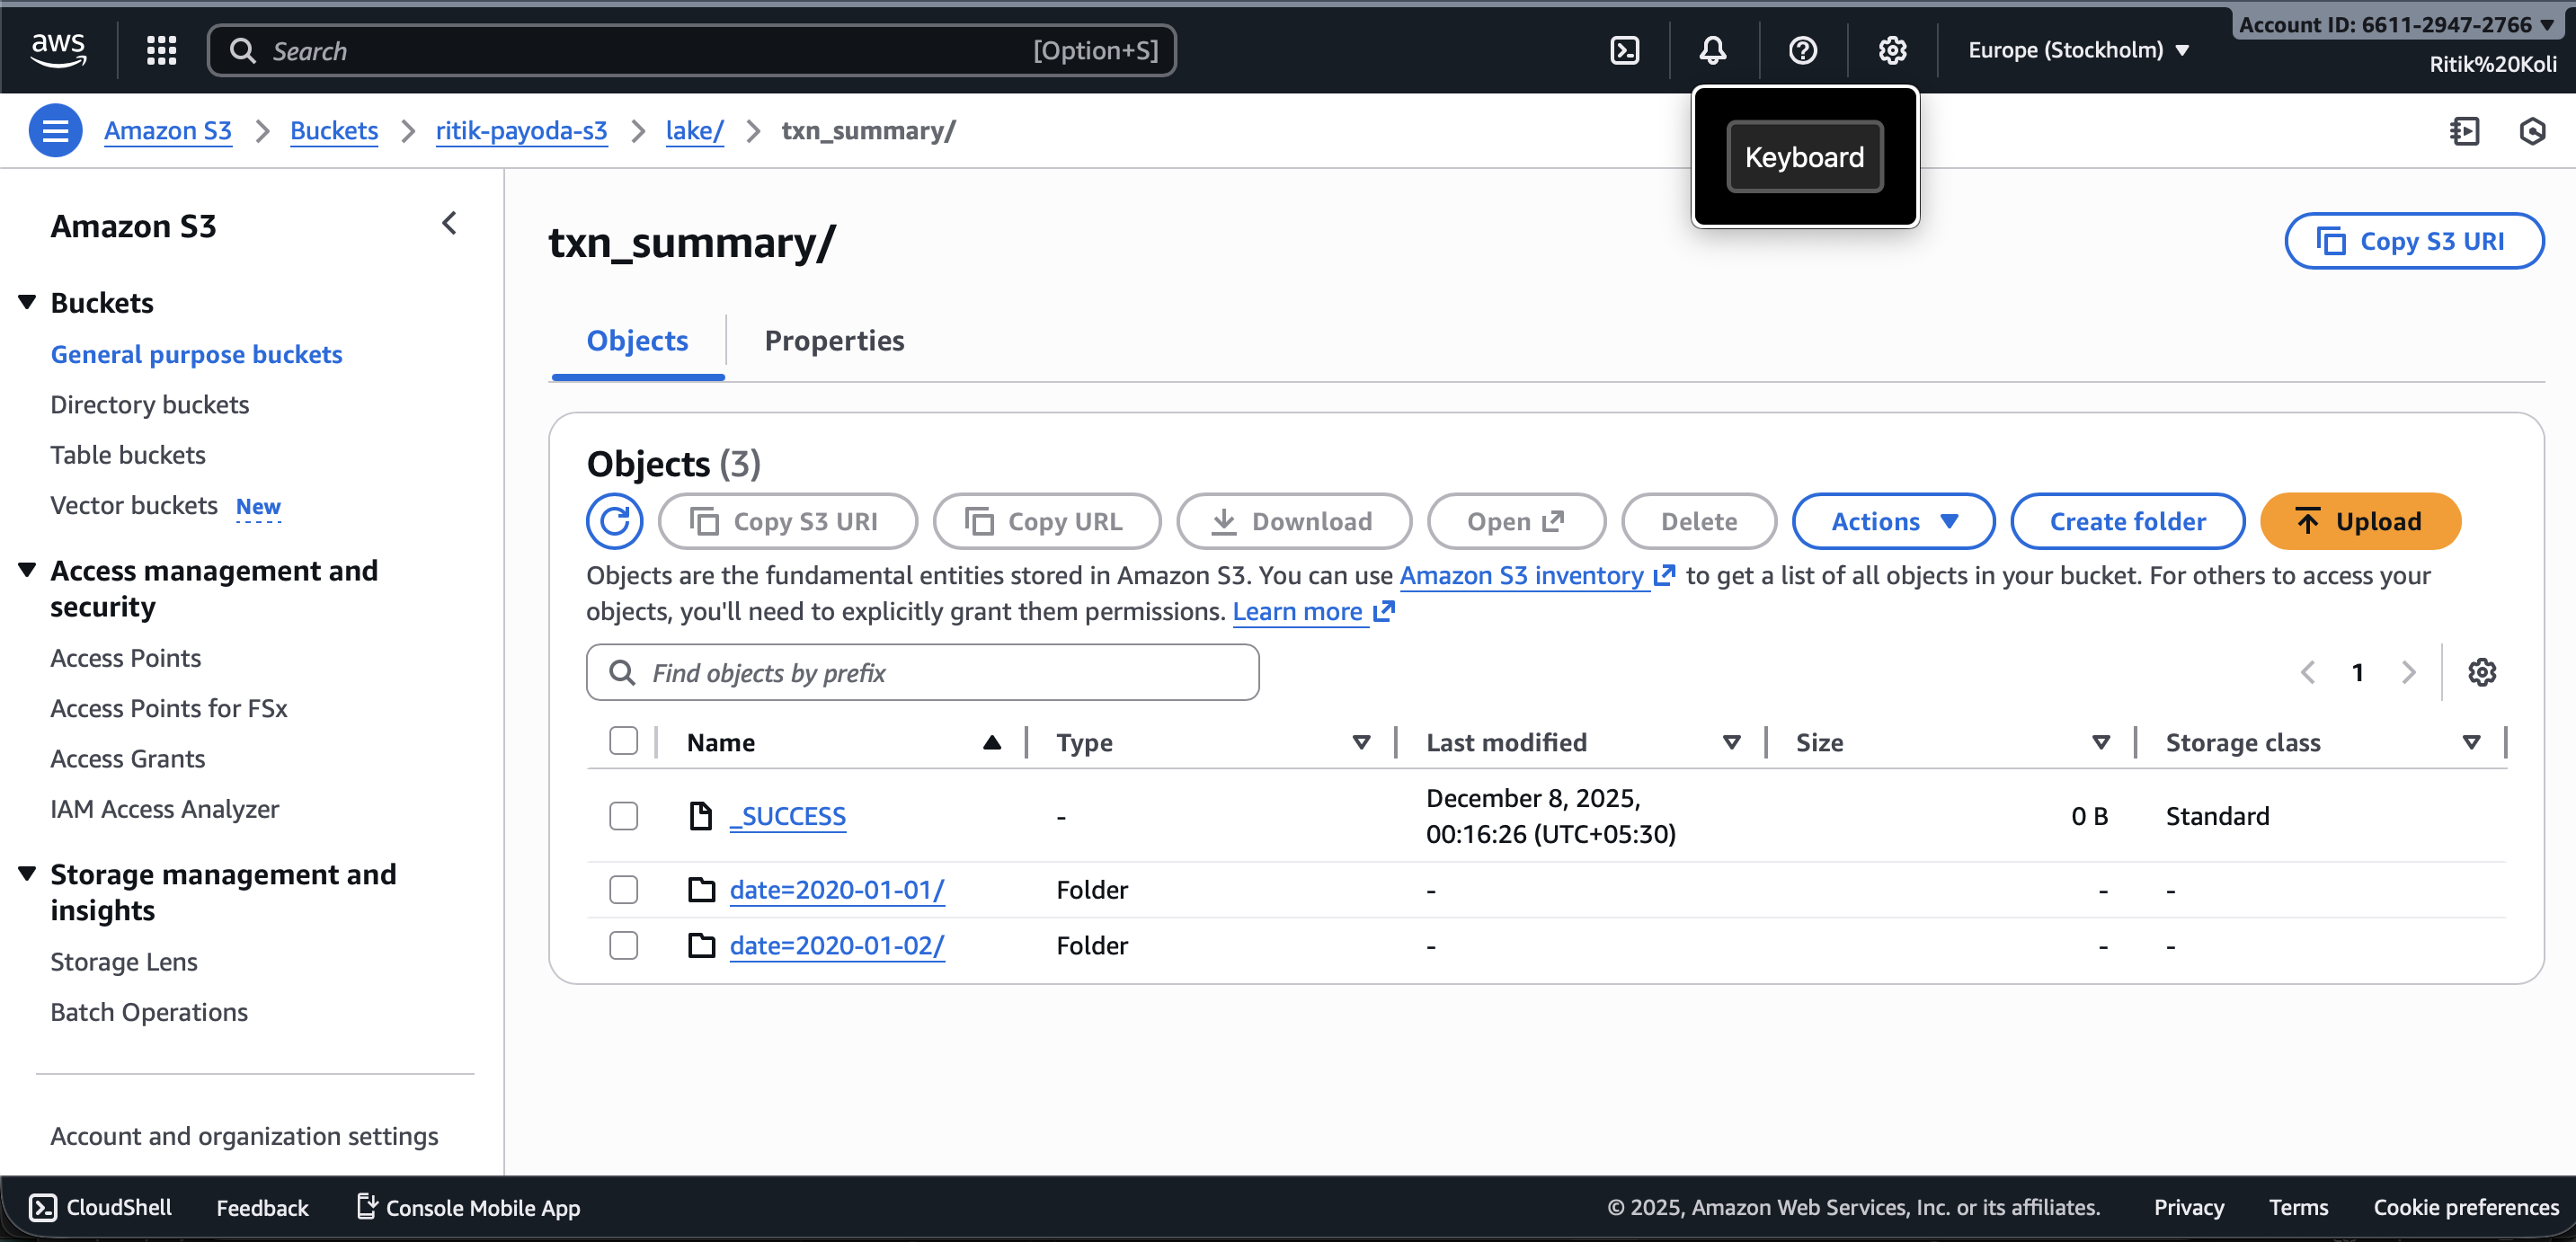 Account ID: 6611-2947-2766
aws
Search
[Option+S]
Europe (Stockholm)
Ritik%20Koli
Keyboard
Amazon S3
Buckets
ritik-payoda-s3
lake/
txn_summary/
Amazon S3
Buckets
General purpose buckets
Directory buckets
Table buckets
Vector buckets New
Access management and
security
Access Points
Access Points for FSx
Access Grants
IAM Access Analyzer
Storage management and
insights
Storage Lens
Batch Operations
Account and organization settings
txn_summary/
Copy S3 URI
Objects
Properties
Objects (3)
Copy S3 URI
Copy URL
Download
Open
Delete
Actions
Create folder
Upload
Objects are the fundamental entities stored in Amazon S3. You can use Amazon S3 inventory to get a list of all objects in your bucket. For others to access your
objects, you'll need to explicitly grant them permissions. Learn more
Find objects by prefix
1
Name Type Last modified Size Storage class
_SUCCESS - December 8, 2025, 0 B Standard
00:16:26 (UTC+05:30)
date=2020-01-01/ Folder - - -
date=2020-01-02/ Folder - - -
CloudShell
Feedback
Console Mobile App
© 2025, Amazon Web Services, Inc. or its affiliates.
Privacy
Terms
Cookie preferences